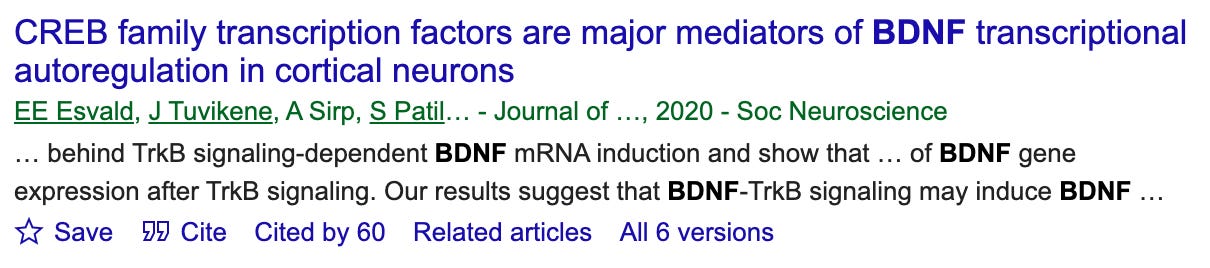 CREB family transcription factors are major mediators of BDNF transcriptional
autoregulation in cortical neurons
EE Esvald, J Tuvikene, A Sirp, S Patil… - Journal of …, 2020 - Soc Neuroscience
… behind TrkB signaling-dependent BDNF mRNA induction and show that … of BDNF gene
expression after TrkB signaling. Our results suggest that BDNF-TrkB signaling may induce BDNF …
Save Cite Cited by 60 Related articles All 6 versions